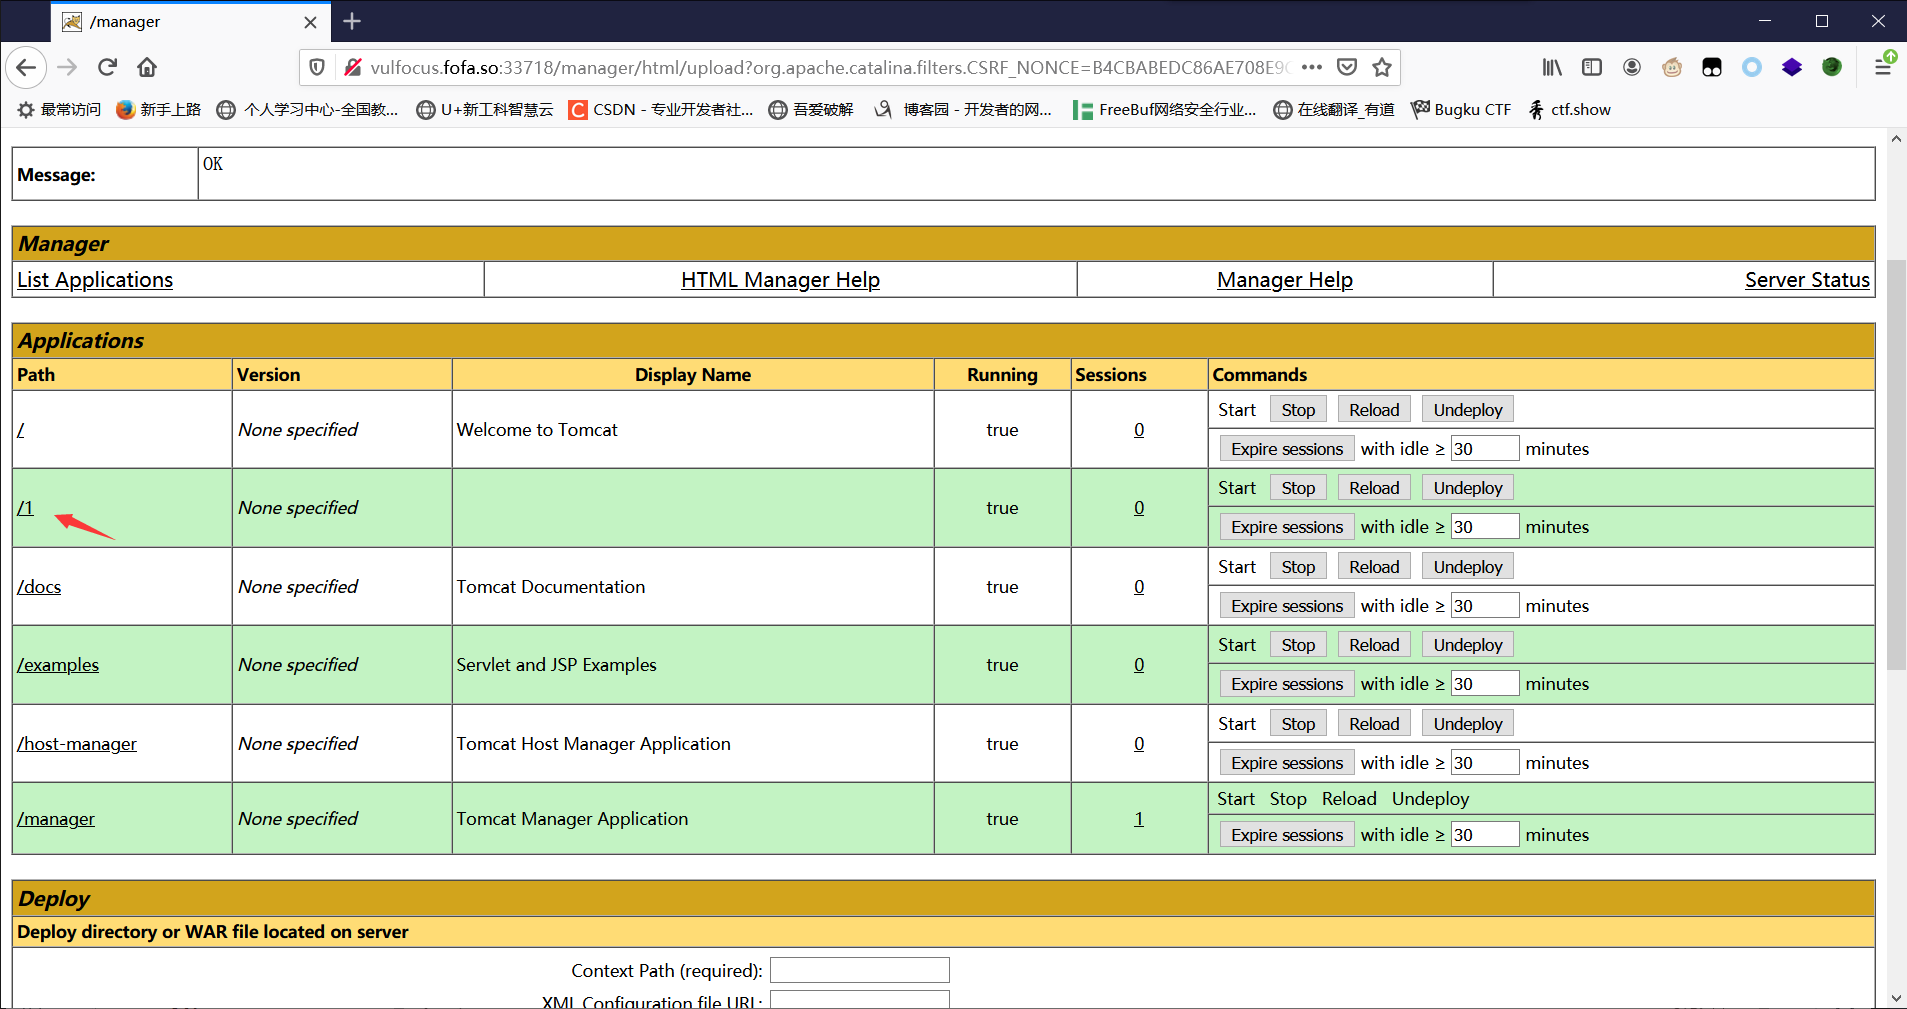 /manager
vulfocus.fofa.so:33718/manager/html/upload?org.apache.catalina.filters.CSRF_NONCE=B4CBABEDC86AE708E9
最常访问 新手上路 个人学习中心-全国教... U+新工科智慧云 CSDN - 专业开发者社... 吾爱破解 博客园 - 开发者的网... FreeBuf网络安全行业... 在线翻译_有道 Bugku CTF ctf.show
Message: OK
Manager
List Applications HTML Manager Help Manager Help Server Status
Applications
Path Version Display Name Running Sessions Commands
/ None specified Welcome to Tomcat true 0 Start Stop Reload Undeploy
Expire sessions with idle ≥ 30 minutes
/1 None specified true 0 Start Stop Reload Undeploy
Expire sessions with idle ≥ 30 minutes
/docs None specified Tomcat Documentation true 0 Start Stop Reload Undeploy
Expire sessions with idle ≥ 30 minutes
/examples None specified Servlet and JSP Examples true 0 Start Stop Reload Undeploy
Expire sessions with idle ≥ 30 minutes
/host-manager None specified Tomcat Host Manager Application true 0 Start Stop Reload Undeploy
Expire sessions with idle ≥ 30 minutes
/manager None specified Tomcat Manager Application true 1 Start Stop Reload Undeploy
Expire sessions with idle ≥ 30 minutes
Deploy
Deploy directory or WAR file located on server
Context Path (required):
XML Configuration file URL: